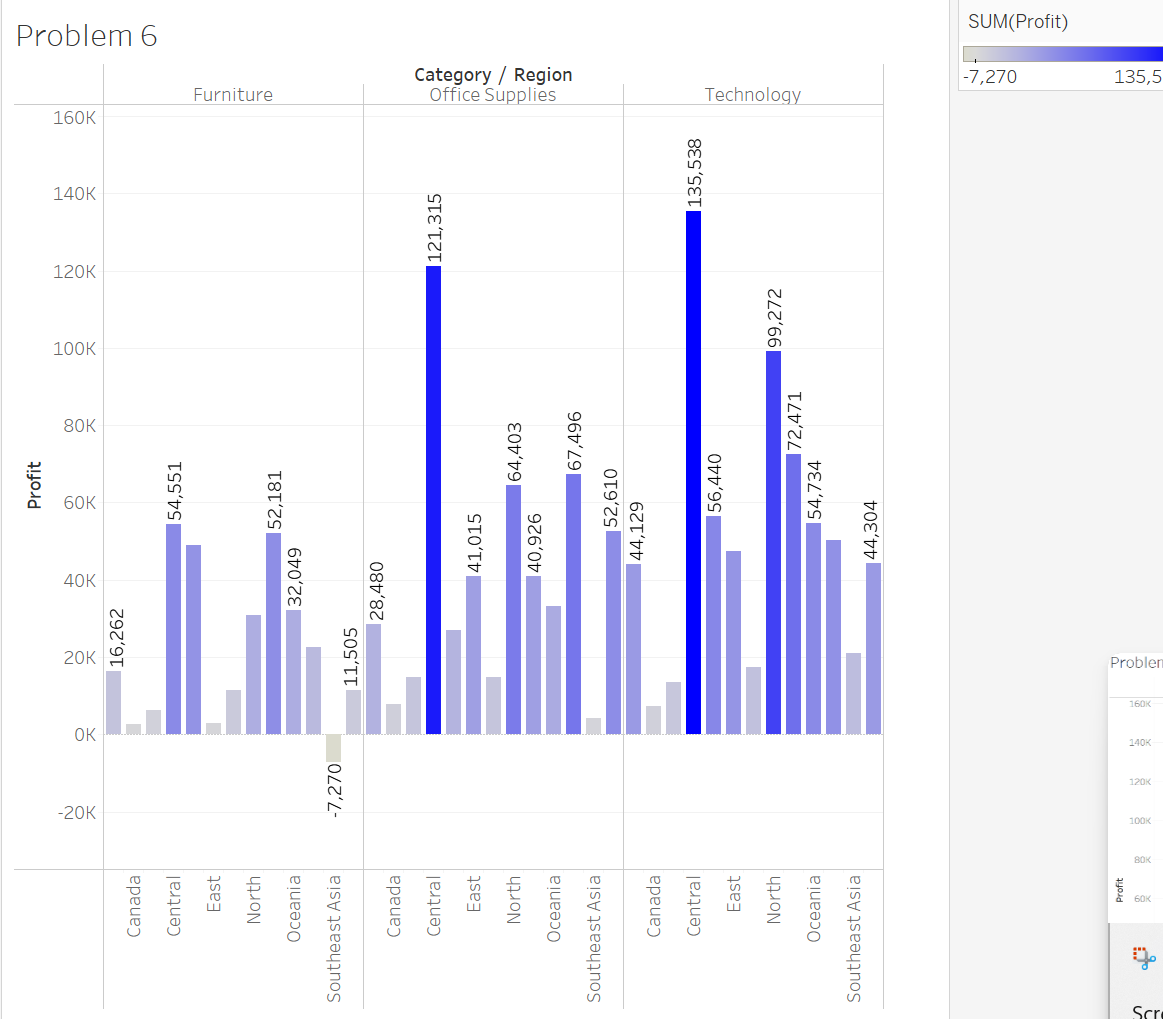 Problem 6
SUM(Profit)
-7,270
135,5
Category / Region
Furniture
Office Supplies
Technology
160K
140K
120K
100K
80K
60K
40K
20K
0K
-20K
Profit
16,262
54,551
52,181
32,049
-7,270
11,505
28,480
121,315
41,015
64,403
40,926
67,496
52,610
44,129
135,538
56,440
99,272
72,471
54,734
44,304
Canada
Central
East
North
Oceania
Southeast Asia
Canada
Central
East
North
Oceania
Southeast Asia
Canada
Central
East
North
Oceania
Southeast Asia
Problem
160K
140K
120K
100K
80K
60K
Profit
Scre